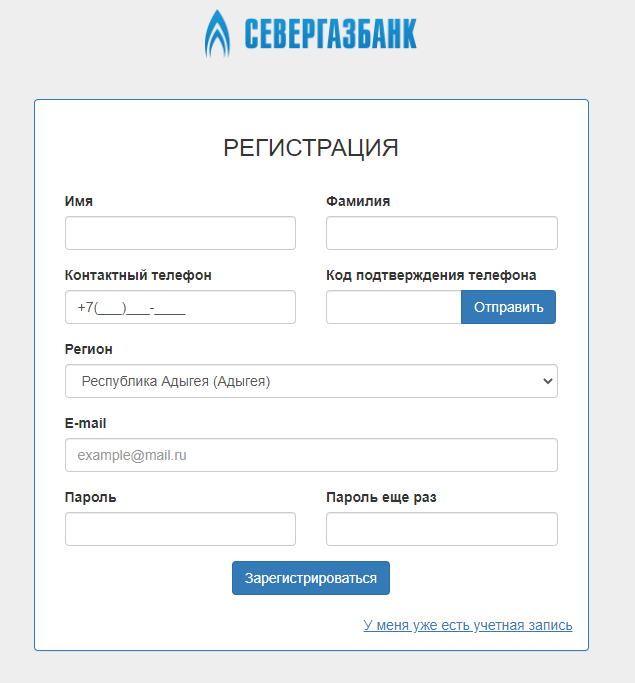 СЕВЕРГАЗБАНК
РЕГИСТРАЦИЯ
Имя
Фамилия
Контактный телефон
Код подтверждения телефона
+7(___)___-____
Отправить
Регион
Республика Адыгея (Адыгея)
E-mail
example@mail.ru
Пароль
Пароль еще раз
Зарегистрироваться
У меня уже есть учетная запись